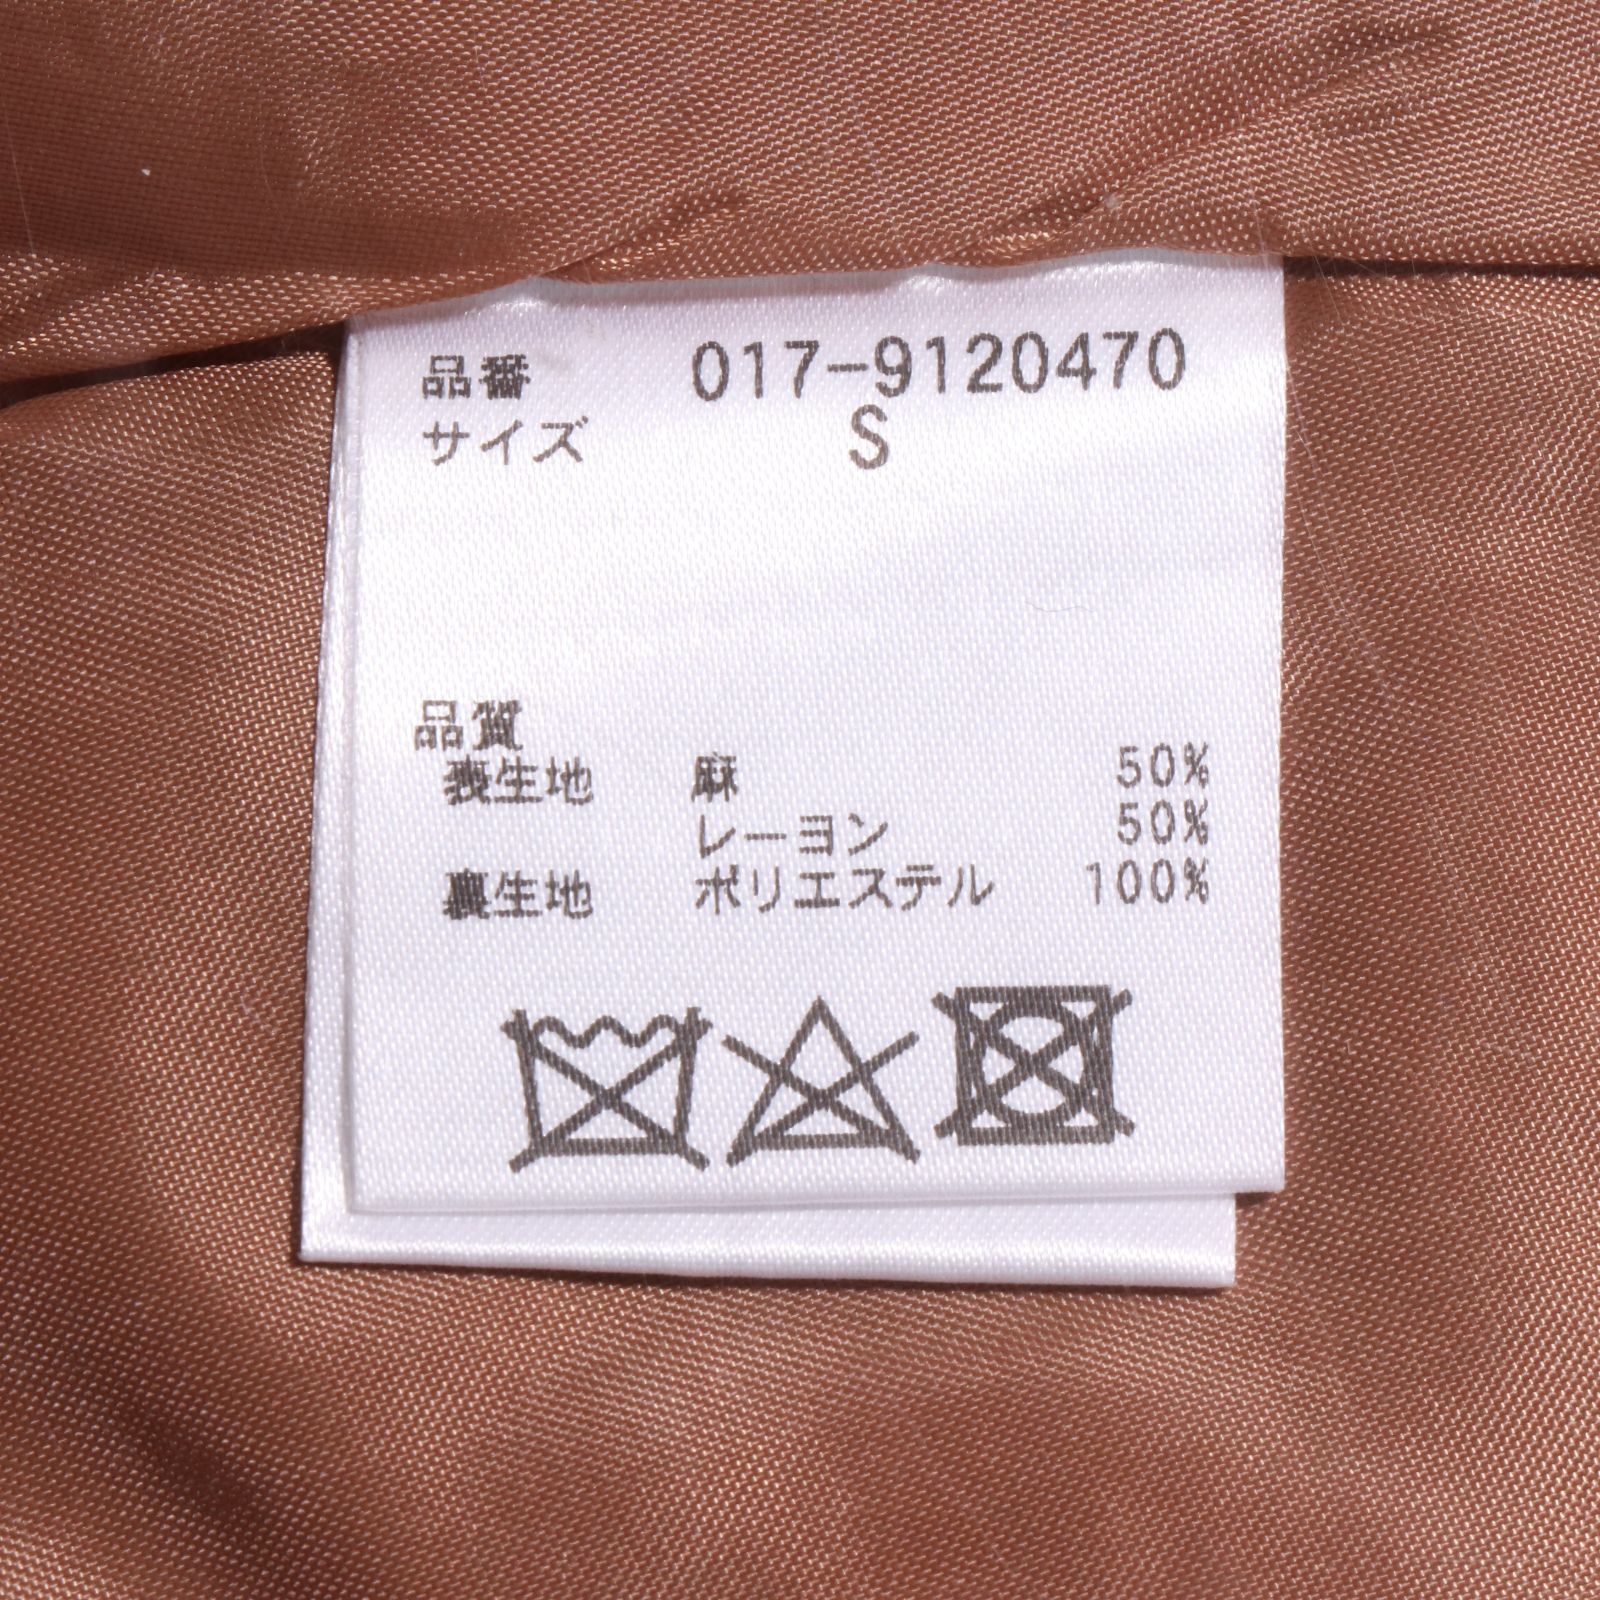 品番 017-9120470
サイズ S
品質
表生地 麻 50%
レーヨン 50%
裏生地 ポリエステル 100%